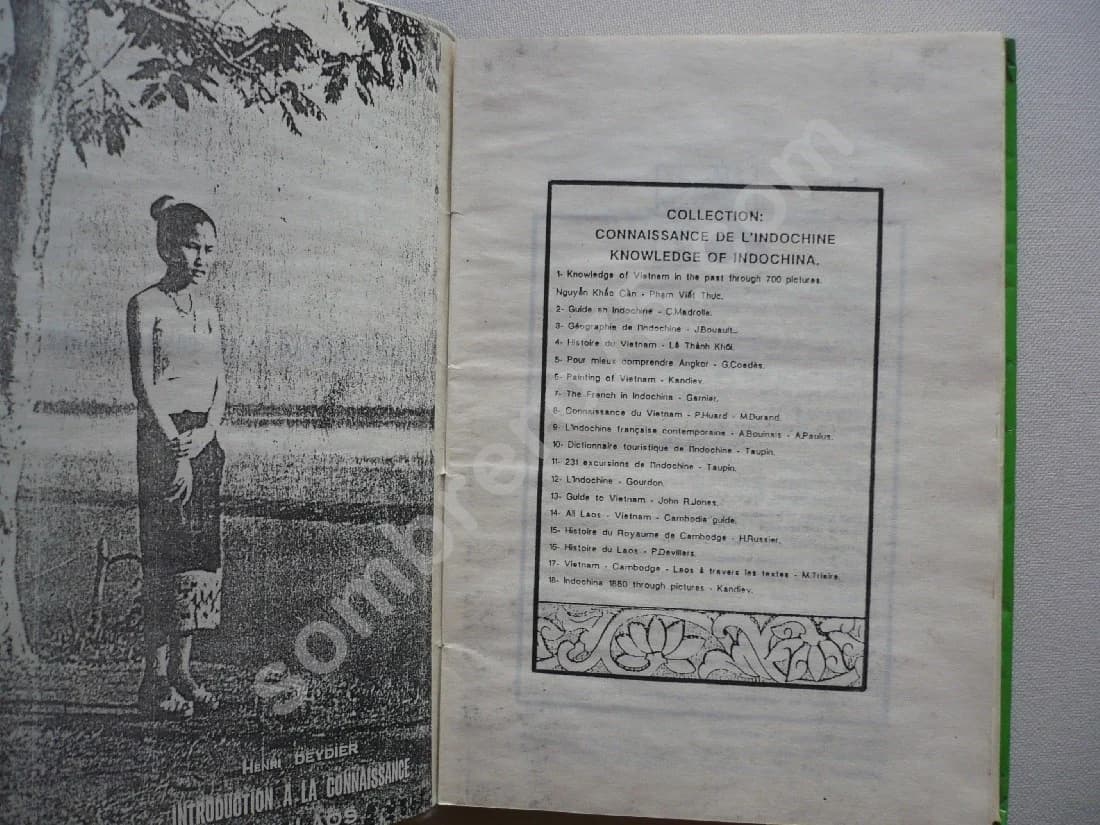 HENRI DEYDIER
INTRODUCTION A LA CONNAISSANCE
LAOS
COLLECTION:
CONNAISSANCE DE L'INDOCHINE
KNOWLEDGE OF INDOCHINA.
1- Knowledge of Vietnam in the past through 700 pictures.
Nguyễn Khắc Cần - Phạm Viết Thực.
2- Guide en Indochine - C.Madrolle.
3- Géographie de l'Indochine - J.Bouault.
4- Histoire du Vietnam - Lê Thành Khôi.
5- Pour mieux comprendre Angkor - G.Coedès.
6- Painting of Vietnam - Kandiev.
7- The French in Indochina - Garnier.
8- Connaissance du Vietnam - P.Huard - M.Durand.
9- L'Indochine française contemporaine - A.Bouinais - A.Paulus.
10- Dictionnaire touristique de l'Indochine - Taupin.
11- 231 excursions de l'Indochine - Taupin.
12- L'Indochine - Gourdon.
13- Guide to Vietnam - John R.Jones.
14- All Laos - Vietnam - Cambodia guide.
15- Histoire du Royaume de Cambodge - H.Russier.
16- Histoire du Laos - P.Devillers.
17- Vietnam - Cambodge - Laos à travers les textes - M.Triaire.
18- Indochina 1880 through pictures - Kandiev.